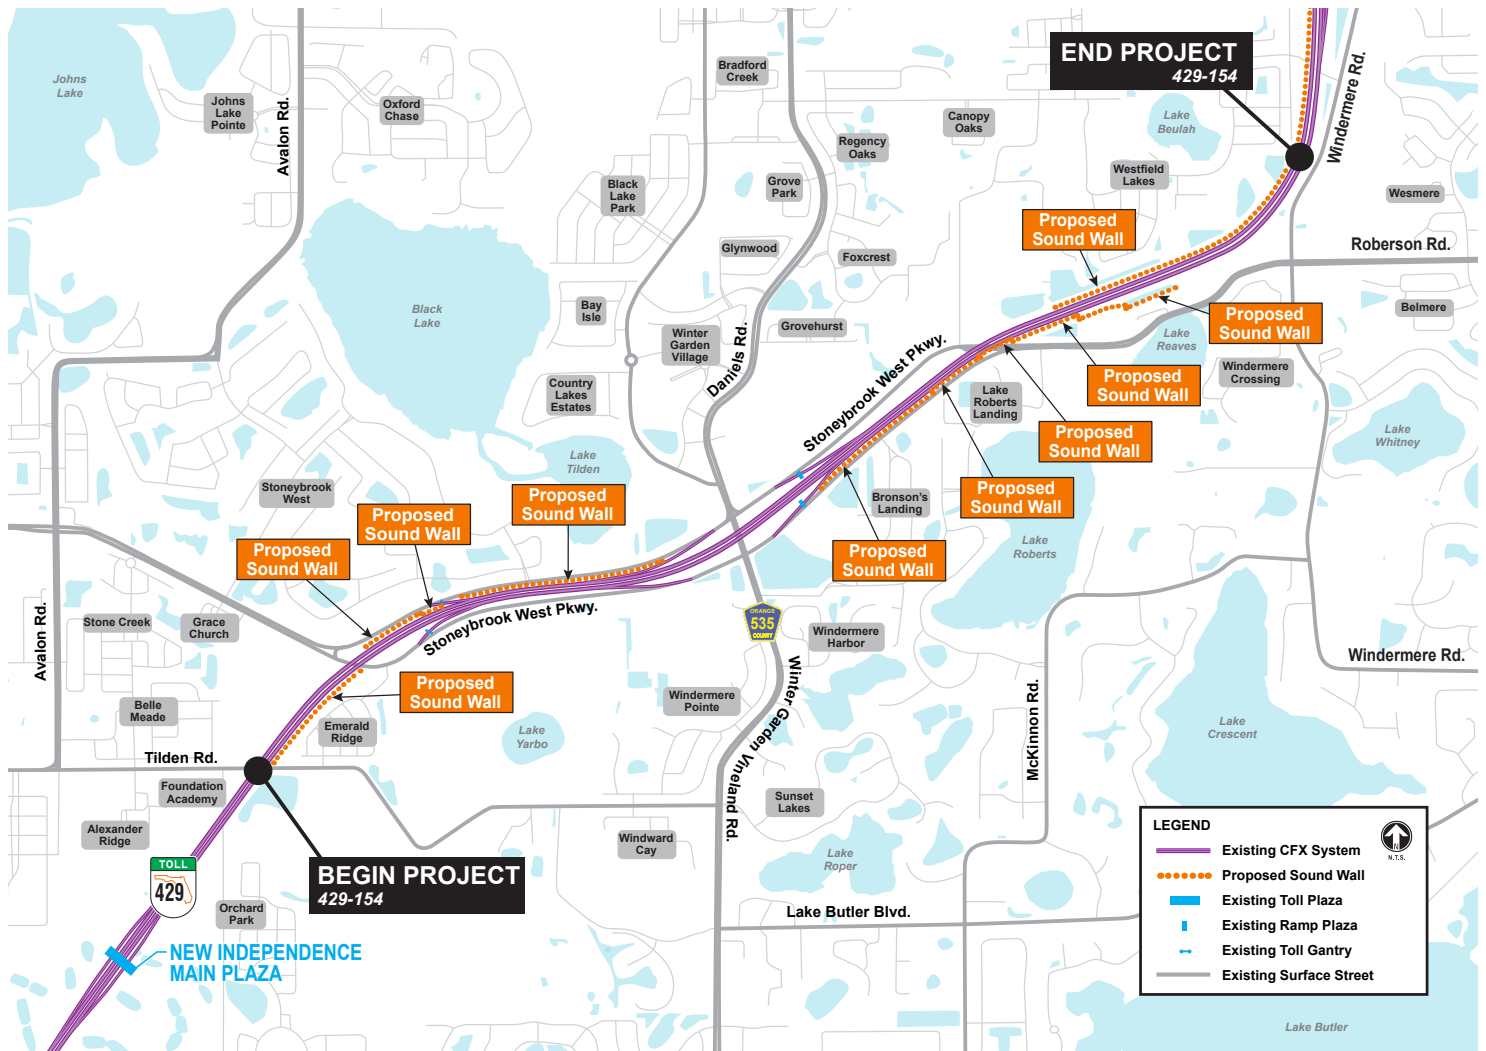 Johns
Lake
Johns
Lake
Pointe
Avalon Rd.
Oxford
Chase
Bradford
Creek
END PROJECT
429-154
Windermere Rd.
Canopy
Oaks
Lake
Beulah
Regency
Oaks
Westfield
Lakes
Grove
Park
Black
Lake
Park
Wesmere
Proposed
Sound Wall
Roberson Rd.
Glynwood
Foxcrest
Black
Lake
Bay
Isle
Winter
Garden
Village
Grovehurst
Daniels Rd.
Stoneybrook West Pkwy.
Proposed
Sound Wall
Belmere
Lake
Reaves
Windermere
Crossing
Proposed
Sound Wall
Country
Lakes
Estates
Lake
Roberts
Landing
Proposed
Sound Wall
Lake
Whitney
Lake
Tilden
Stoneybrook
West
Proposed
Sound Wall
Proposed
Sound Wall
Bronson's
Landing
Proposed
Sound Wall
Proposed
Sound Wall
Proposed
Sound Wall
Lake
Roberts
Avalon Rd.
Stone Creek
Grace
Church
Stoneybrook West Pkwy.
ORANGE
535
COUNTY
Windermere
Harbor
Windermere Rd.
Proposed
Sound Wall
Windermere
Pointe
Winter Garden Vineland Rd.
McKinnon Rd.
Belle
Meade
Emerald
Ridge
Lake
Yarbo
Lake
Crescent
Tilden Rd.
Foundation
Academy
Sunset
Lakes
Alexander
Ridge
Windward
Cay
Lake
Roper
TOLL
429
BEGIN PROJECT
429-154
Orchard
Park
Lake Butler Blvd.
NEW INDEPENDENCE
MAIN PLAZA
LEGEND
N
N.T.S.
Existing CFX System
Proposed Sound Wall
Existing Toll Plaza
Existing Ramp Plaza
Existing Toll Gantry
Existing Surface Street
Lake Butler